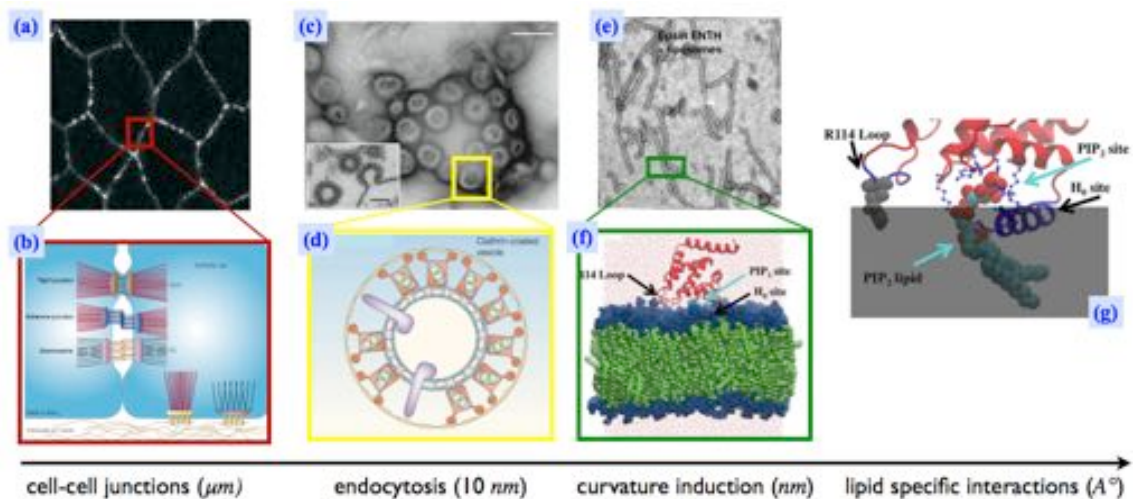 (a)
(c)
(e)
Epsin ENTH
+ liposomes
R114 Loop
PIP2 site
H0 site
PIP2 lipid
(g)
(b)
(d)
Clathrin-coated
vesicle
(f)
R114 Loop
PIP2 site
H0 site
cell-cell junctions (μm)
endocytosis (10 nm)
curvature induction (nm)
lipid specific interactions (A°)